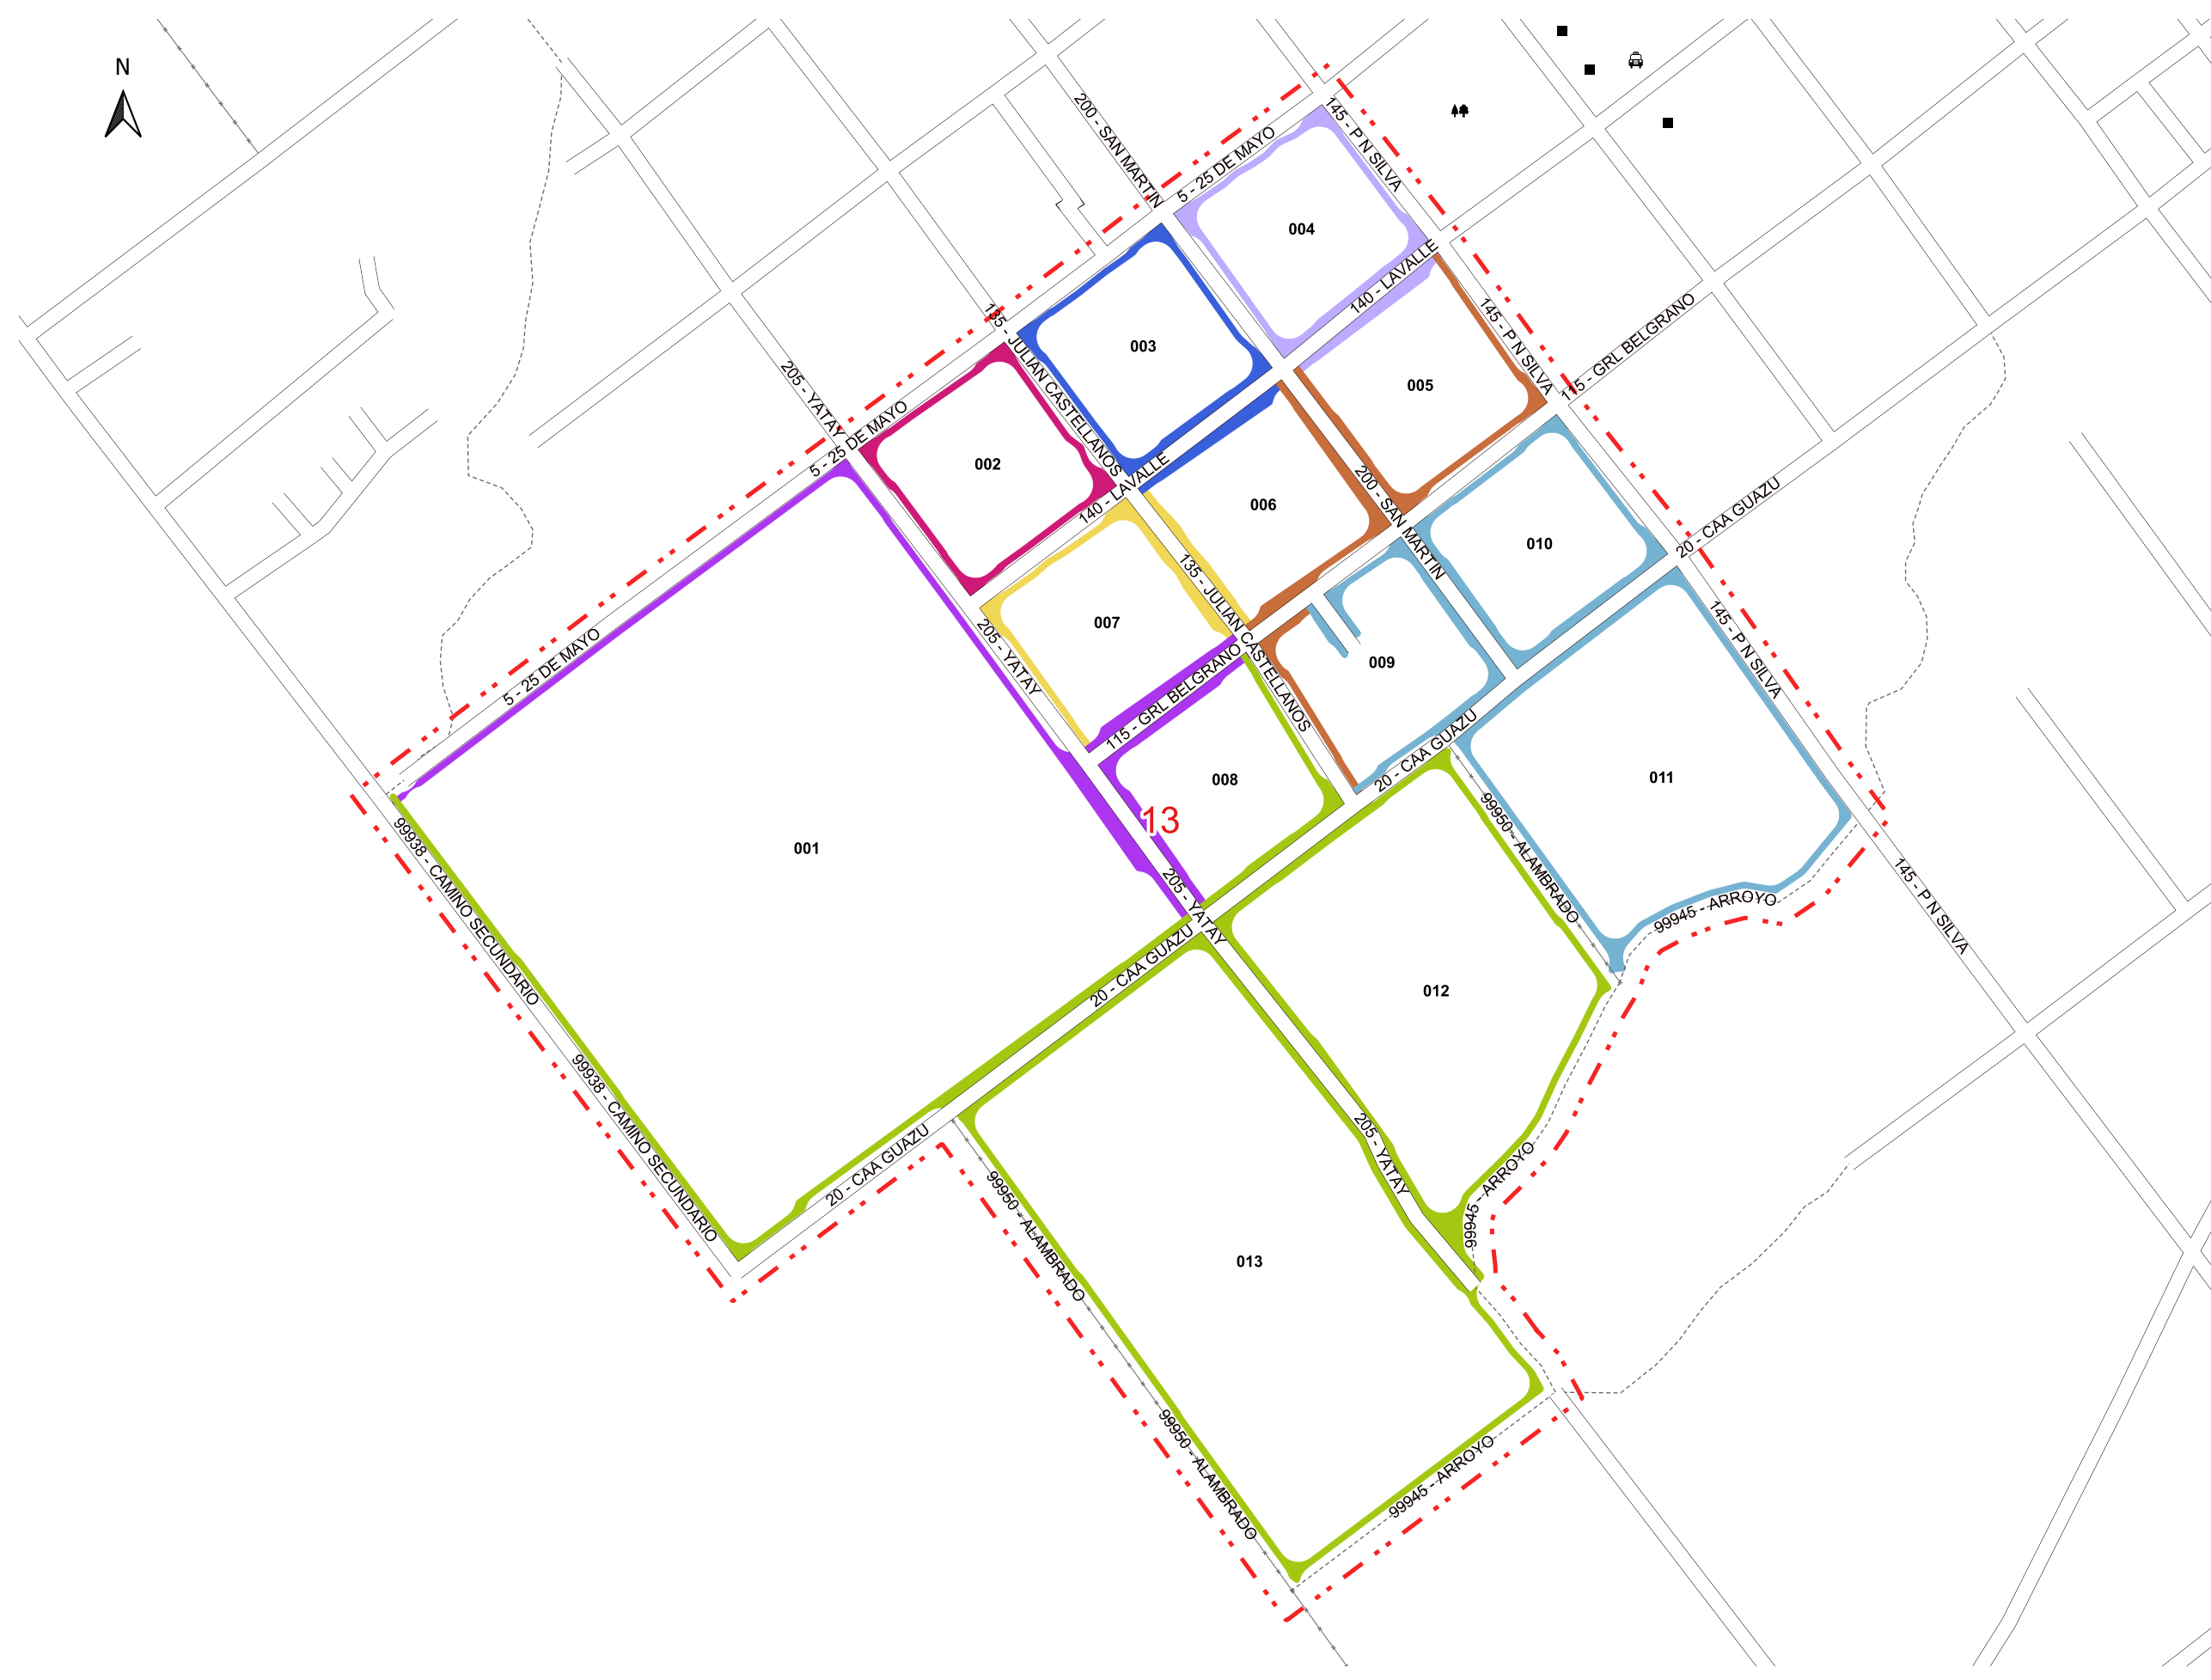 N
200 - SAN MARTIN
145 - P N SILVA
5 - 25 DE MAYO
004
140 - LAVALLE
145 - P N SILVA
115 - GRL BELGRANO
135 - JULIAN CASTELLANOS
003
005
205 - YATAY
5 - 25 DE MAYO
002
140 - LAVALLE
006
200 - SAN MARTIN
010
20 - CAA GUAZU
007
135 - JULIAN CASTELLANOS
205 - YATAY
5 - 25 DE MAYO
115 - GRL BELGRANO
009
145 - P N SILVA
008
20 - CAA GUAZU
011
13
001
99938 - CAMINO SECUNDARIO
99950 - ALAMBRADO
99945 - ARROYO
145 - P N SILVA
205 - YATAY
20 - CAA GUAZU
012
99938 - CAMINO SECUNDARIO
20 - CAA GUAZU
205 - YATAY
99945 - ARROYO
99950 - ALAMBRADO
013
99950 - ALAMBRADO
99945 - ARROYO